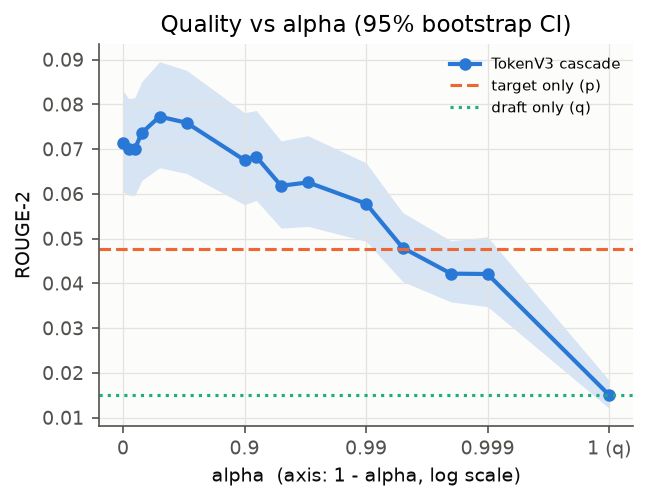 Quality vs alpha (95% bootstrap CI)
TokenV3 cascade
target only (p)
draft only (q)
ROUGE-2
0.09
0.08
0.07
0.06
0.05
0.04
0.03
0.02
0.01
0
0.9
0.99
0.999
1 (q)
alpha  (axis: 1 - alpha, log scale)